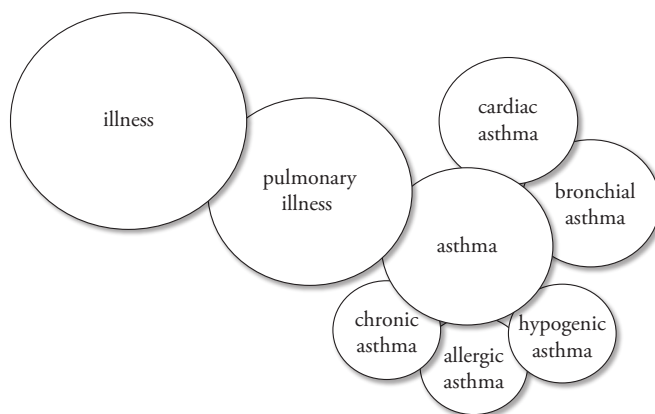 illness
pulmonary
illness
cardiac
asthma
bronchial
asthma
asthma
chronic
asthma
allergic
asthma
hypogenic
asthma